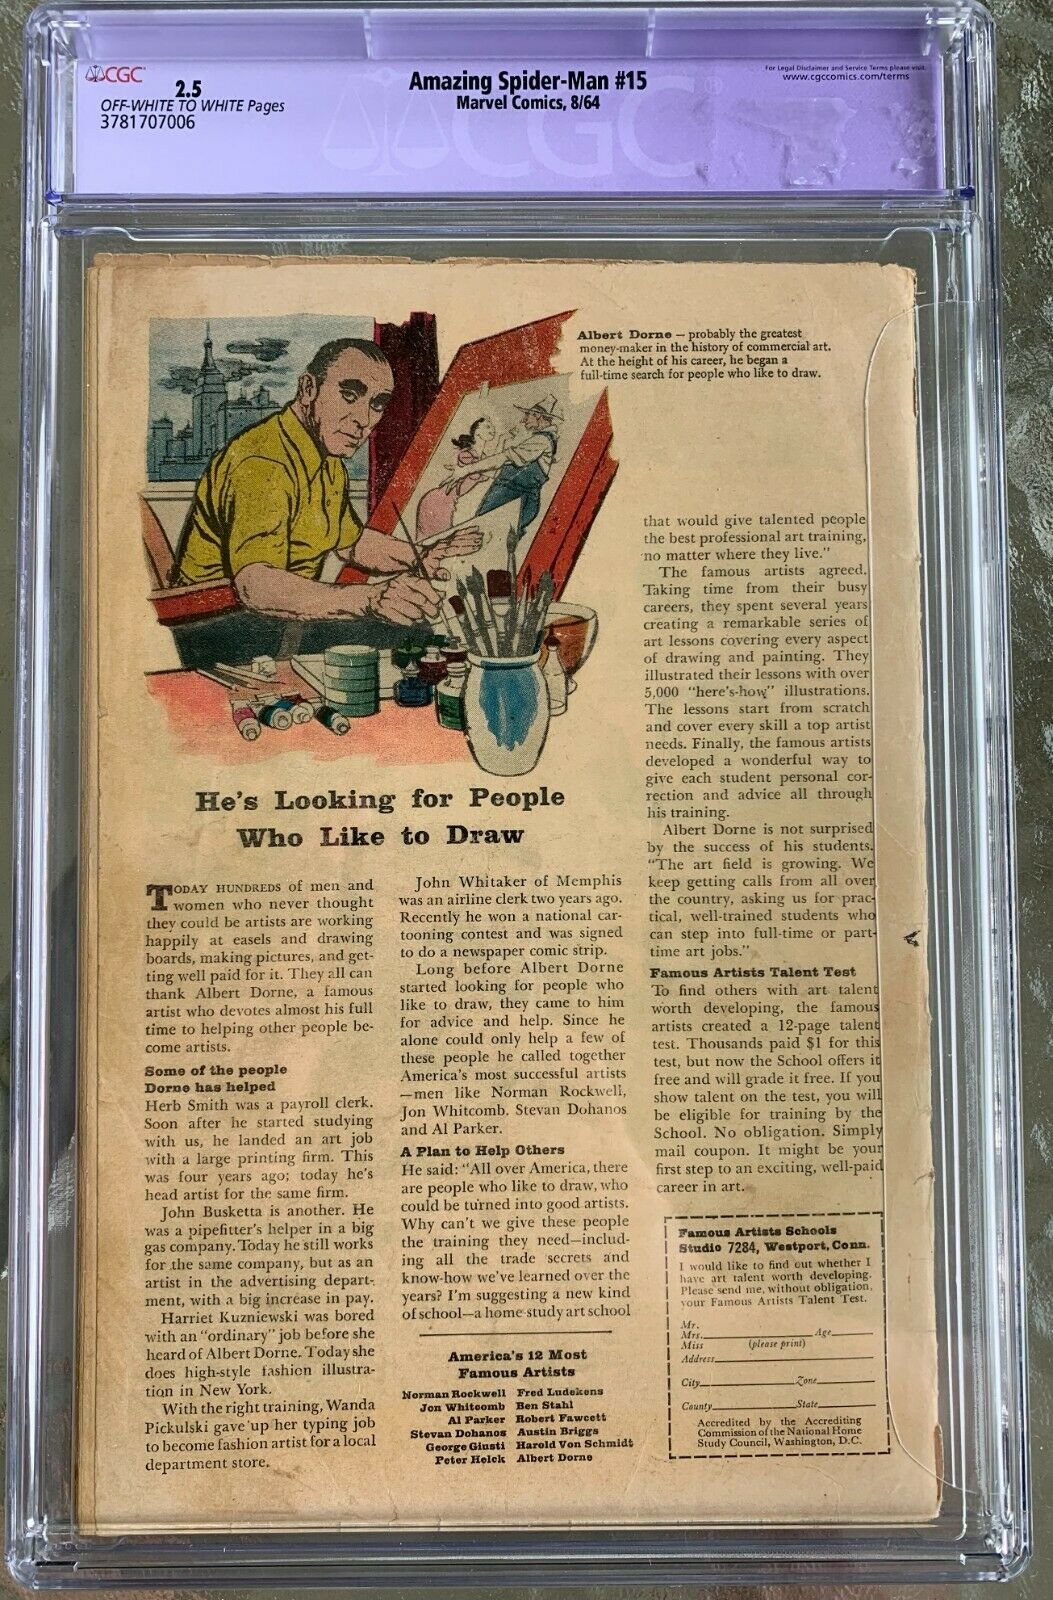 CGC
2.5
OFF-WHITE TO WHITE Pages
3781707006
Amazing Spider-Man #15
Marvel Comics, 8/64
For Legal Disclaimer and Service Terms please visit:
www.cgccomics.com/terms
CGC
Albert Dorne — probably the greatest
money-maker in the history of commercial art.
At the height of his career, he began a
full-time search for people who like to draw.
He's Looking for People
Who Like to Draw
TODAY HUNDREDS of men and
women who never thought
they could be artists are working
happily at easels and drawing
boards, making pictures, and get-
ting well paid for it. They all can
thank Albert Dorne, a famous
artist who devotes almost his full
time to helping other people be-
come artists.
Some of the people
Dorne has helped
Herb Smith was a payroll clerk.
Soon after he started studying
with us, he landed an art job
with a large printing firm. This
was four years ago; today he's
head artist for the same firm.
John Busketta is another. He
was a pipefitter's helper in a big
gas company. Today he still works
for the same company, but as an
artist in the advertising depart-
ment, with a big increase in pay.
Harriet Kuzniewski was bored
with an "ordinary" job before she
heard of Albert Dorne. Today she
does high-style fashion illustra-
tion in New York.
With the right training, Wanda
Pickulski gave up her typing job
to become fashion artist for a local
department store.
John Whitaker of Memphis
was an airline clerk two years ago.
Recently he won a national car-
tooning contest and was signed
to do a newspaper comic strip.
Long before Albert Dorne
started looking for people who
like to draw, they came to him
for advice and help. Since he
alone could only help a few of
these people he called together
America's most successful artists
—men like Norman Rockwell,
Jon Whitcomb. Stevan Dohanos
and Al Parker.
A Plan to Help Others
He said: "All over America, there
are people who like to draw, who
could be turned into good artists.
Why can't we give these people
the training they need—includ-
ing all the trade secrets and
know-how we've learned over the
years? I'm suggesting a new kind
of school—a home study art school
America's 12 Most
Famous Artists
Norman Rockwell Fred Ludekens
Jon Whitcomb Ben Stahl
Al Parker Robert Fawcett
Stevan Dohanos Austin Briggs
George Giusti Harold Von Schmidt
Peter Helck Albert Dorne
that would give talented people
the best professional art training,
no matter where they live."
The famous artists agreed.
Taking time from their busy
careers, they spent several years
creating a remarkable series of
art lessons covering every aspect
of drawing and painting. They
illustrated their lessons with over
5,000 "here's-how" illustrations.
The lessons start from scratch
and cover every skill a top artist
needs. Finally, the famous artists
developed a wonderful way to
give each student personal cor-
rection and advice all through
his training.
Albert Dorne is not surprised
by the success of his students.
"The art field is growing. We
keep getting calls from all over
the country, asking us for prac-
tical, well-trained students who
can step into full-time or part-
time art jobs."
Famous Artists Talent Test
To find others with art talent
worth developing, the famous
artists created a 12-page talent
test. Thousands paid $1 for this
test, but now the School offers it
free and will grade it free. If you
show talent on the test, you will
be eligible for training by the
School. No obligation. Simply
mail coupon. It might be your
first step to an exciting, well-paid
career in art.
Famous Artists Schools
Studio 7284, Westport, Conn.
I would like to find out whether I
have art talent worth developing.
Please send me, without obligation,
your Famous Artists Talent Test.
Mr.
Mrs. Age
Miss (please print)
Address
City Zone
County State
Accredited by the Accrediting
Commission of the National Home
Study Council, Washington, D.C.